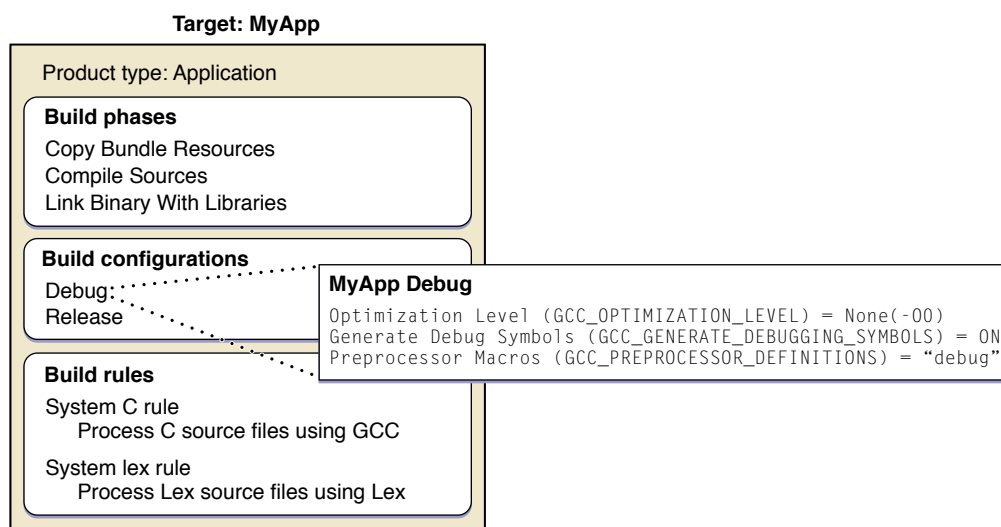 Target: MyApp
Product type: Application
Build phases
Copy Bundle Resources
Compile Sources
Link Binary With Libraries
Build configurations
Debug
Release
MyApp Debug
Optimization Level (GCC_OPTIMIZATION_LEVEL) = None(-O0)
Generate Debug Symbols (GCC_GENERATE_DEBUGGING_SYMBOLS) = ON
Preprocessor Macros (GCC_PREPROCESSOR_DEFINITIONS) = “debug”
Build rules
System C rule
Process C source files using GCC
System lex rule
Process Lex source files using Lex